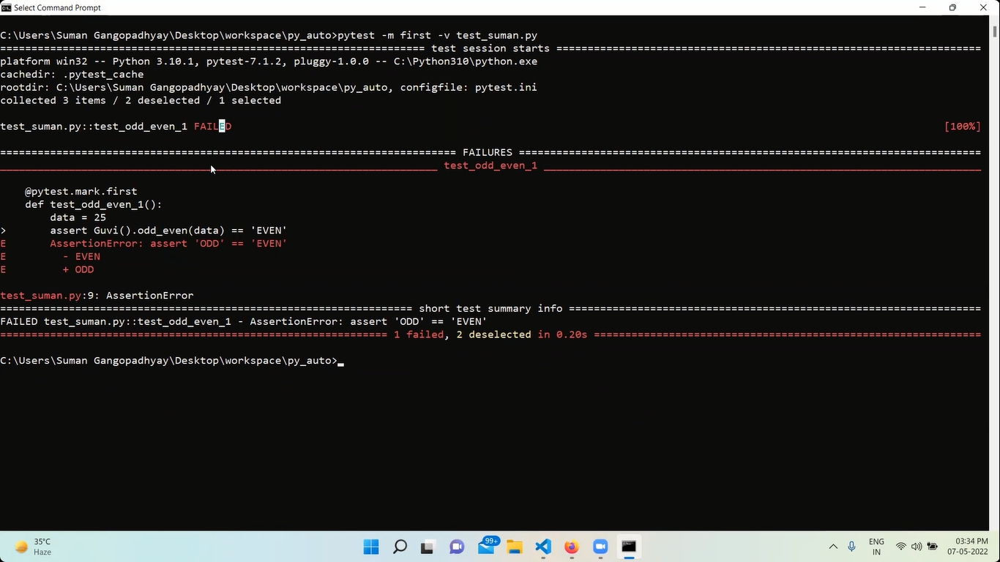 Select Command Prompt
C:\Users\Suman Gangopadhyay\Desktop\workspace\py_auto>pytest -m first -v test_suman.py
==================================================================== test session starts ====================================================================
platform win32 -- Python 3.10.1, pytest-7.1.2, pluggy-1.0.0 -- C:\Python310\python.exe
cachedir: .pytest_cache
rootdir: C:\Users\Suman Gangopadhyay\Desktop\workspace\py_auto, configfile: pytest.ini
collected 3 items / 2 deselected / 1 selected
test_suman.py::test_odd_even_1 FAILED [100%]
========================================================================= FAILURES ==========================================================================
______________________________________________________________________ test_odd_even_1 ______________________________________________________________________
    @pytest.mark.first
    def test_odd_even_1():
        data = 25
>       assert Guvi().odd_even(data) == 'EVEN'
E       AssertionError: assert 'ODD' == 'EVEN'
E         - EVEN
E         + ODD
test_suman.py:9: AssertionError
================================================================== short test summary info ==================================================================
FAILED test_suman.py::test_odd_even_1 - AssertionError: assert 'ODD' == 'EVEN'
============================================================== 1 failed, 2 deselected in 0.20s ==============================================================
C:\Users\Suman Gangopadhyay\Desktop\workspace\py_auto>
35°C
Haze
99+
ENG
IN
03:34 PM
07-05-2022